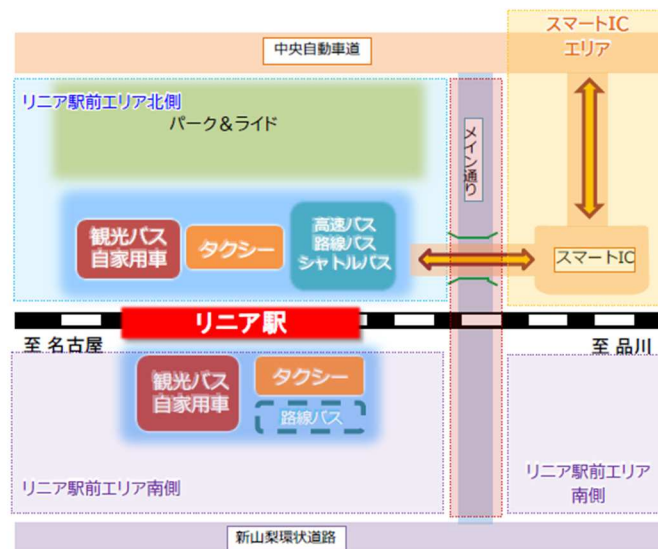 スマートIC
エリア
中央自動車道
リニア駅前エリア北側
パーク＆ライド
メイン通り
観光バス
自家用車
タクシー
高速バス
路線バス
シャトルバス
スマートIC
リニア駅
至 名古屋
至 品川
観光バス
自家用車
タクシー
路線バス
リニア駅前エリア南側
リニア駅前エリア
南側
新山梨環状道路